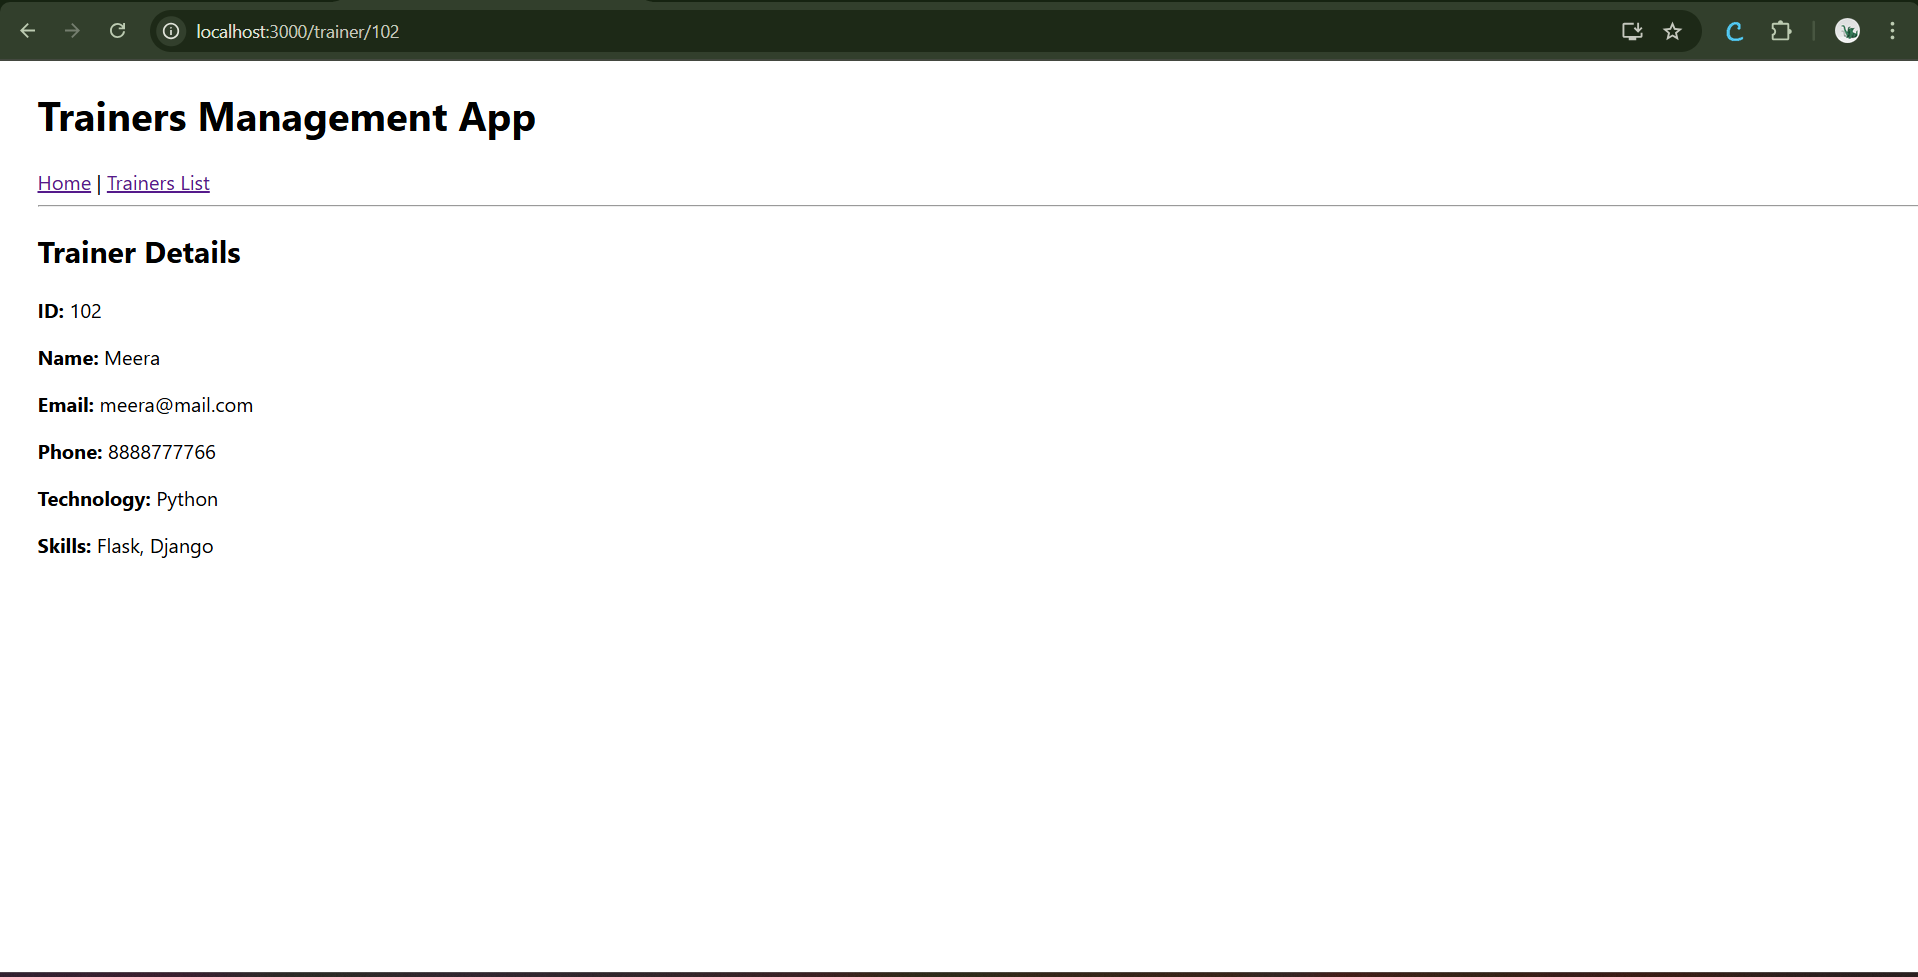 localhost:3000/trainer/102
Trainers Management App
Home | Trainers List
Trainer Details
ID: 102
Name: Meera
Email: meera@mail.com
Phone: 8888777766
Technology: Python
Skills: Flask, Django